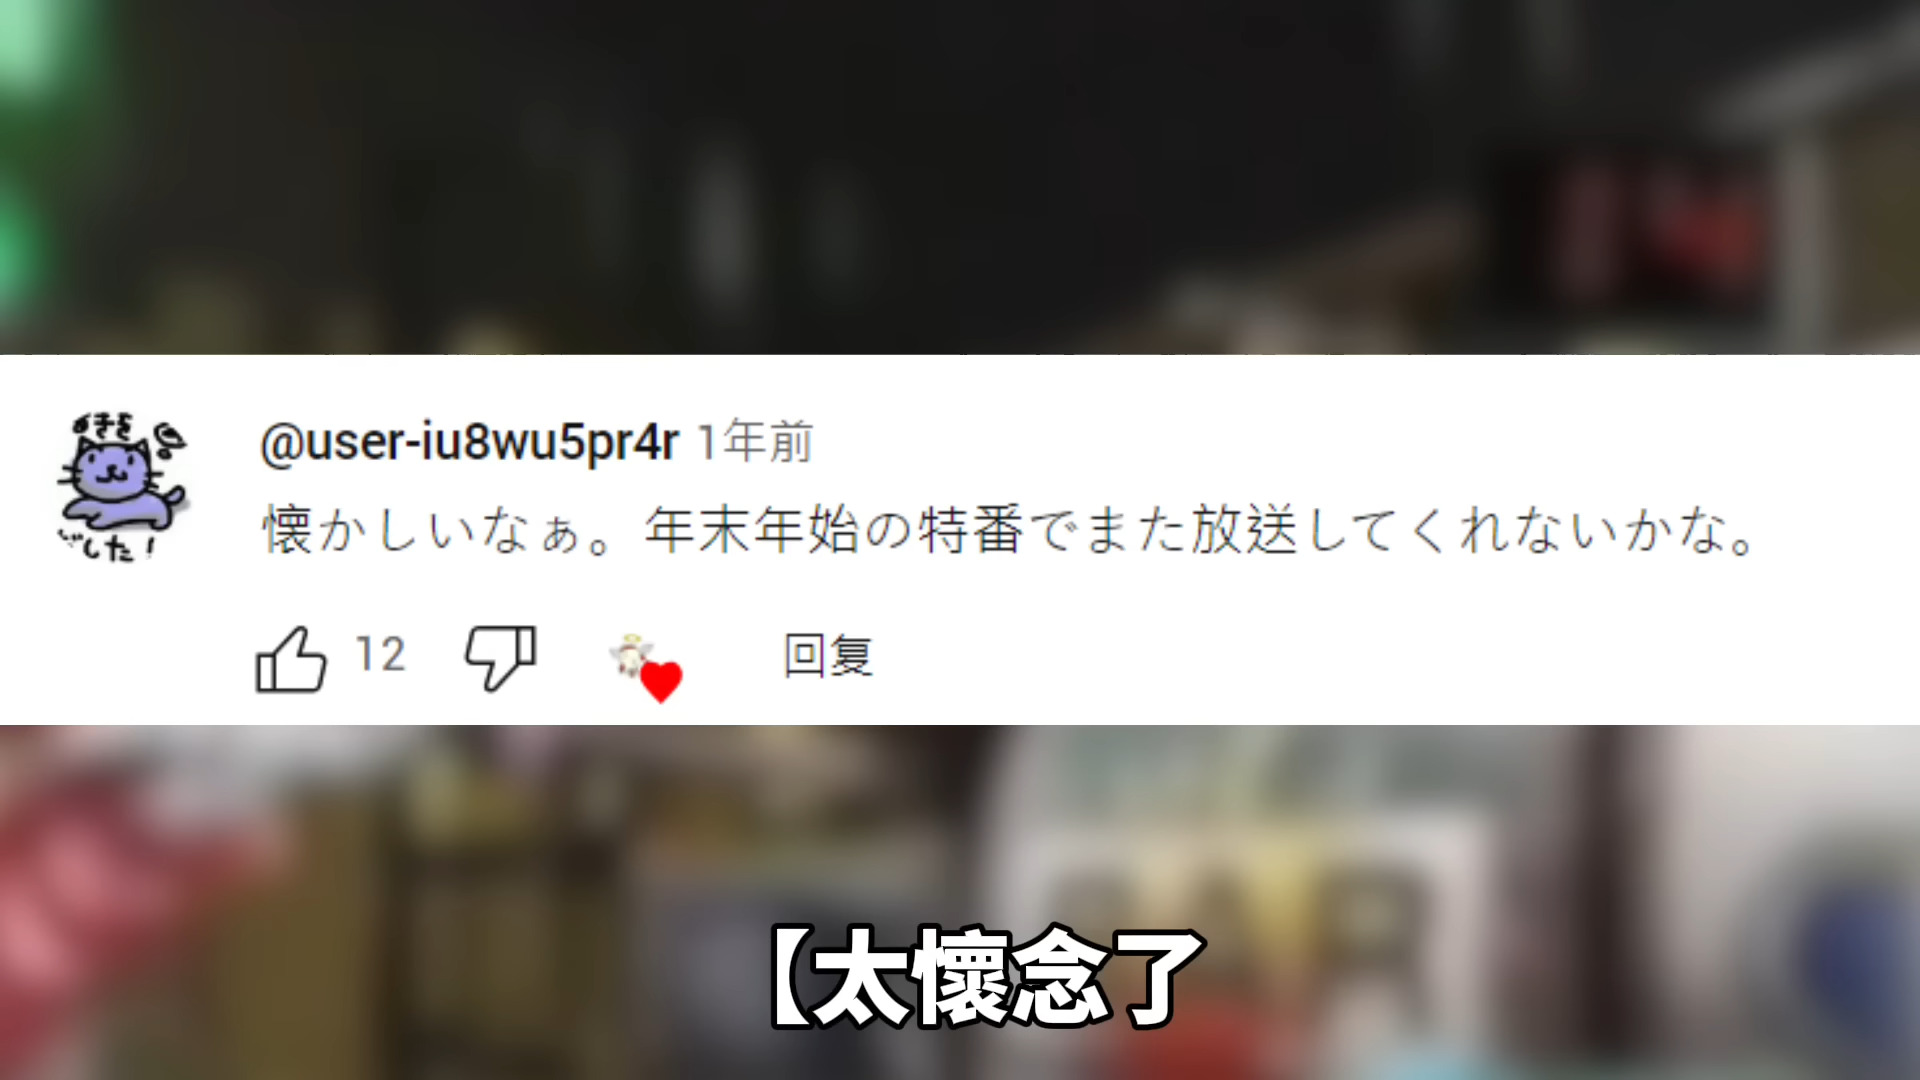 @user-iu8wu5pr4r 1年前
懐かしいなぁ。年末年始の特番でまた放送してくれないかな。
12
回复
した!
【太懷念了